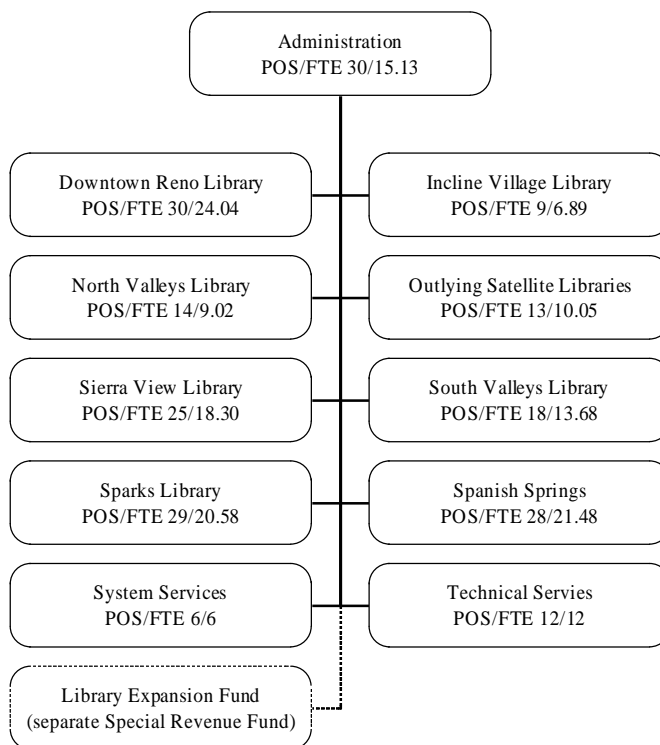 Administration
POS/FTE 30/15.13
Downtown Reno Library
POS/FTE 30/24.04
Incline Village Library
POS/FTE 9/6.89
North Valleys Library
POS/FTE 14/9.02
Outlying Satellite Libraries
POS/FTE 13/10.05
Sierra View Library
POS/FTE 25/18.30
South Valleys Library
POS/FTE 18/13.68
Sparks Library
POS/FTE 29/20.58
Spanish Springs
POS/FTE 28/21.48
System Services
POS/FTE 6/6
Technical Servies
POS/FTE 12/12
Library Expansion Fund
(separate Special Revenue Fund)